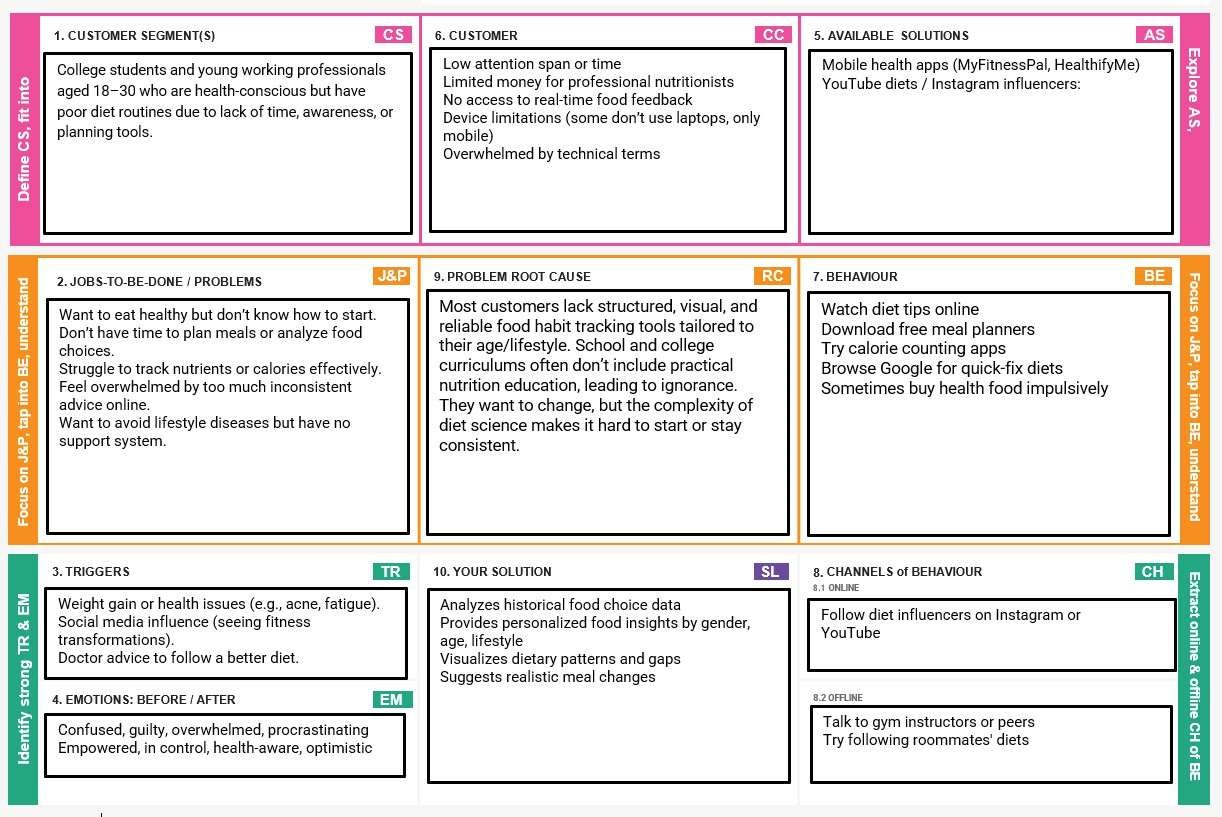 Define CS, fit into
1. CUSTOMER SEGMENT(S)
CS
College students and young working professionals
aged 18–30 who are health-conscious but have
poor diet routines due to lack of time, awareness, or
planning tools.
6. CUSTOMER
CC
Low attention span or time
Limited money for professional nutritionists
No access to real-time food feedback
Device limitations (some don’t use laptops, only
mobile)
Overwhelmed by technical terms
5. AVAILABLE SOLUTIONS
AS
Mobile health apps (MyFitnessPal, HealthifyMe)
YouTube diets / Instagram influencers:
Explore AS,
Focus on J&P, tap into BE, understand
2. JOBS-TO-BE-DONE / PROBLEMS
J&P
Want to eat healthy but don’t know how to start.
Don’t have time to plan meals or analyze food
choices.
Struggle to track nutrients or calories effectively.
Feel overwhelmed by too much inconsistent
advice online.
Want to avoid lifestyle diseases but have no
support system.
9. PROBLEM ROOT CAUSE
RC
Most customers lack structured, visual, and
reliable food habit tracking tools tailored to
their age/lifestyle. School and college
curriculums often don’t include practical
nutrition education, leading to ignorance.
They want to change, but the complexity of
diet science makes it hard to start or stay
consistent.
7. BEHAVIOUR
BE
Watch diet tips online
Download free meal planners
Try calorie counting apps
Browse Google for quick-fix diets
Sometimes buy health food impulsively
Focus on J&P, tap into BE, understand
Identify strong TR & EM
3. TRIGGERS
TR
Weight gain or health issues (e.g., acne, fatigue).
Social media influence (seeing fitness
transformations).
Doctor advice to follow a better diet.
4. EMOTIONS: BEFORE / AFTER
EM
Confused, guilty, overwhelmed, procrastinating
Empowered, in control, health-aware, optimistic
10. YOUR SOLUTION
SL
Analyzes historical food choice data
Provides personalized food insights by gender,
age, lifestyle
Visualizes dietary patterns and gaps
Suggests realistic meal changes
8. CHANNELS of BEHAVIOUR
CH
8.1 ONLINE
Follow diet influencers on Instagram or
YouTube
8.2 OFFLINE
Talk to gym instructors or peers
Try following roommates' diets
Extract online & offline CH of BE